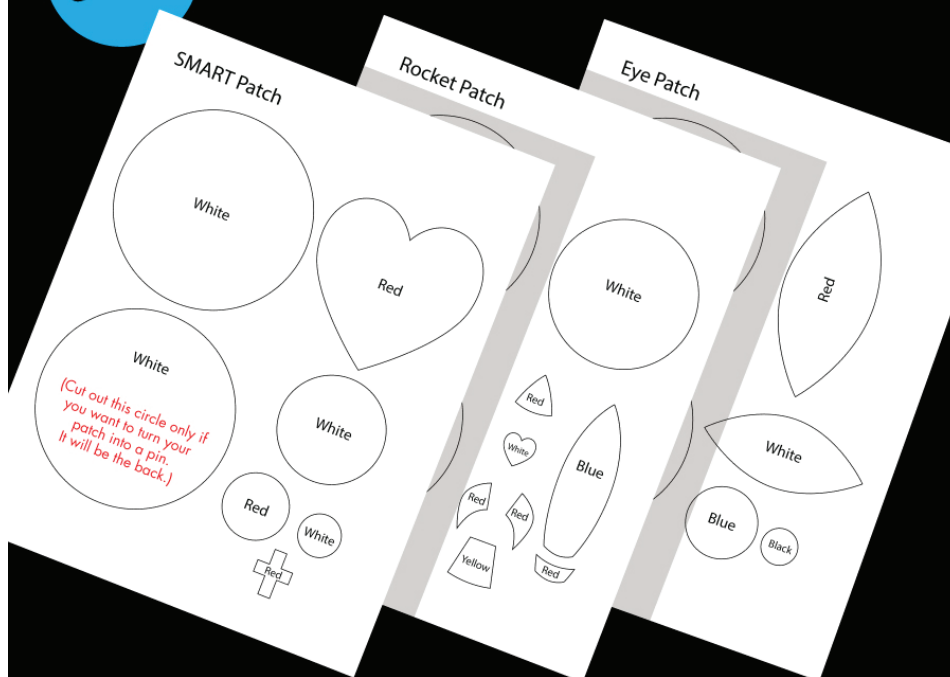 SMART Patch
White
Red
White
(Cut out this circle only if
you want to turn your
patch into a pin.
It will be the back.)
White
Red
White
Red
Rocket Patch
White
Red
White
Blue
Red
Red
Yellow
Red
Eye Patch
Red
White
Blue
Black